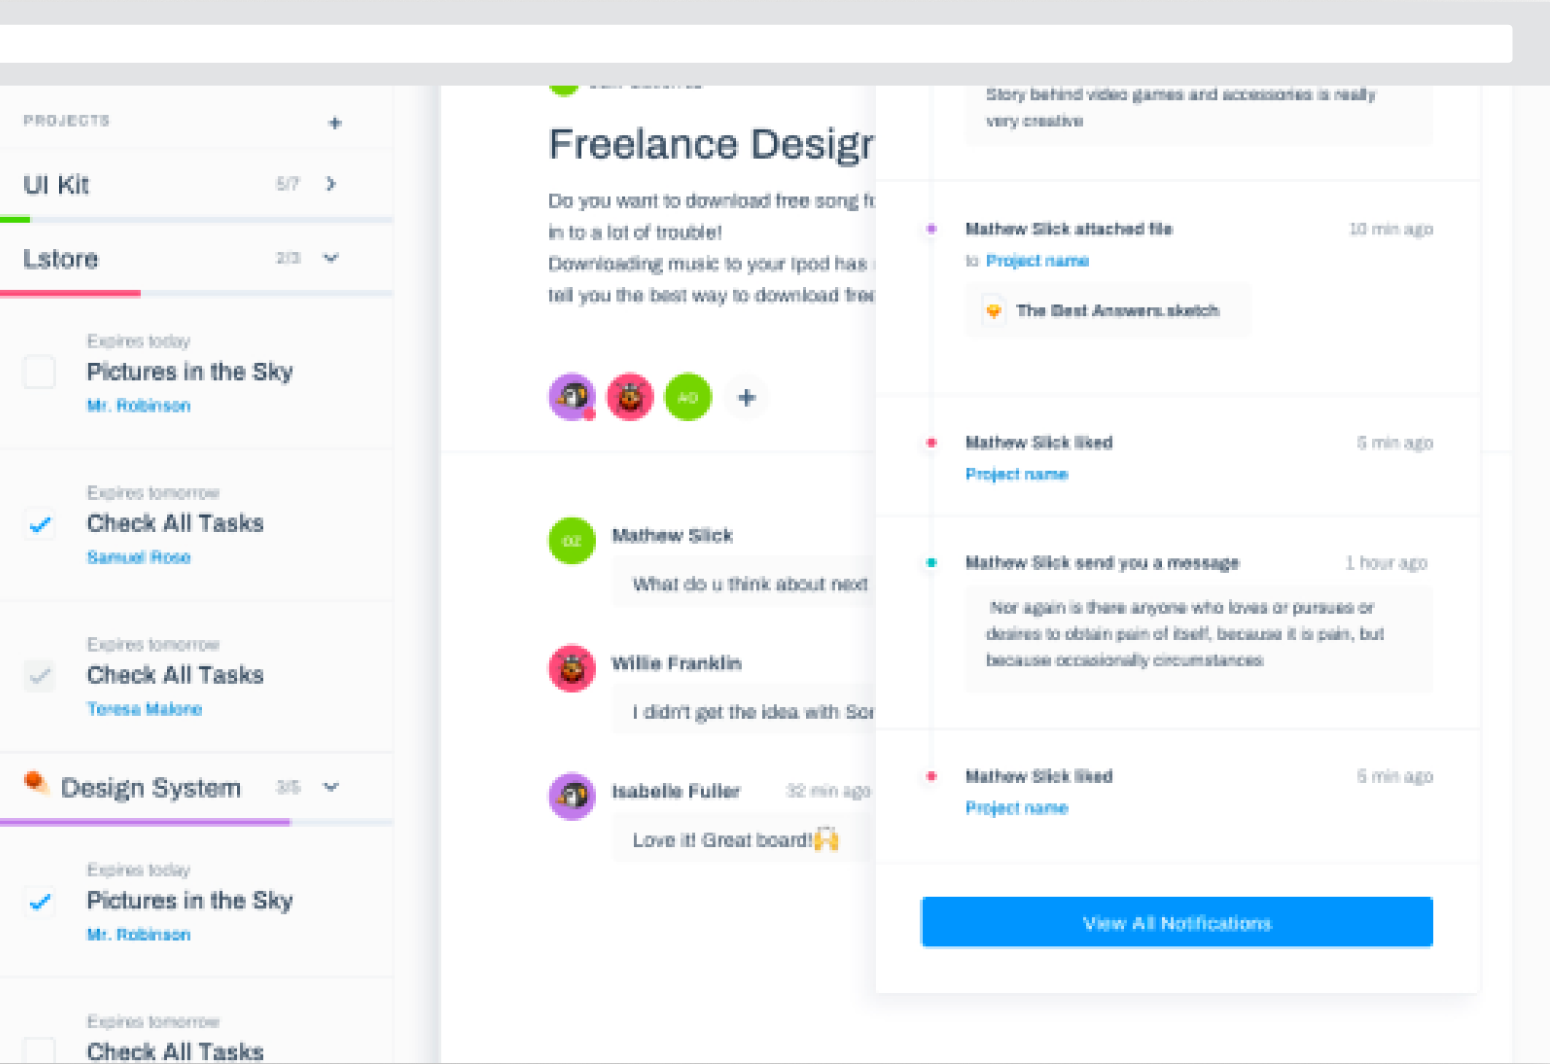 PROJECTS
+
UI Kit
5/7
Lstore
2/3
Expires today
Pictures in the Sky
Mr. Robinson
Expires tomorrow
Check All Tasks
Samuel Rose
Expires tomorrow
Check All Tasks
Teresa Malone
Design System
3/5
Expires today
Pictures in the Sky
Mr. Robinson
Expires tomorrow
Check All Tasks
Freelance Design
Do you want to download free song
in to a lot of trouble!
Downloading music to your Ipod has
tell you the best way to download free
AO
+
OZ
Mathew Slick
What do u think about next
Willie Franklin
I didn't get the idea with
Isabelle Fuller
32 min ago
Love it! Great board!🙌
Story behind video games and accessories is really
very creative
Mathew Slick attached file
10 min ago
to Project name
The Best Answers.sketch
Mathew Slick liked
5 min ago
Project name
Mathew Slick send you a message
1 hour ago
Nor again is there anyone who loves or pursues or
desires to obtain pain of itself, because it is pain, but
because occasionally circumstances
Mathew Slick liked
5 min ago
Project name
View All Notifications